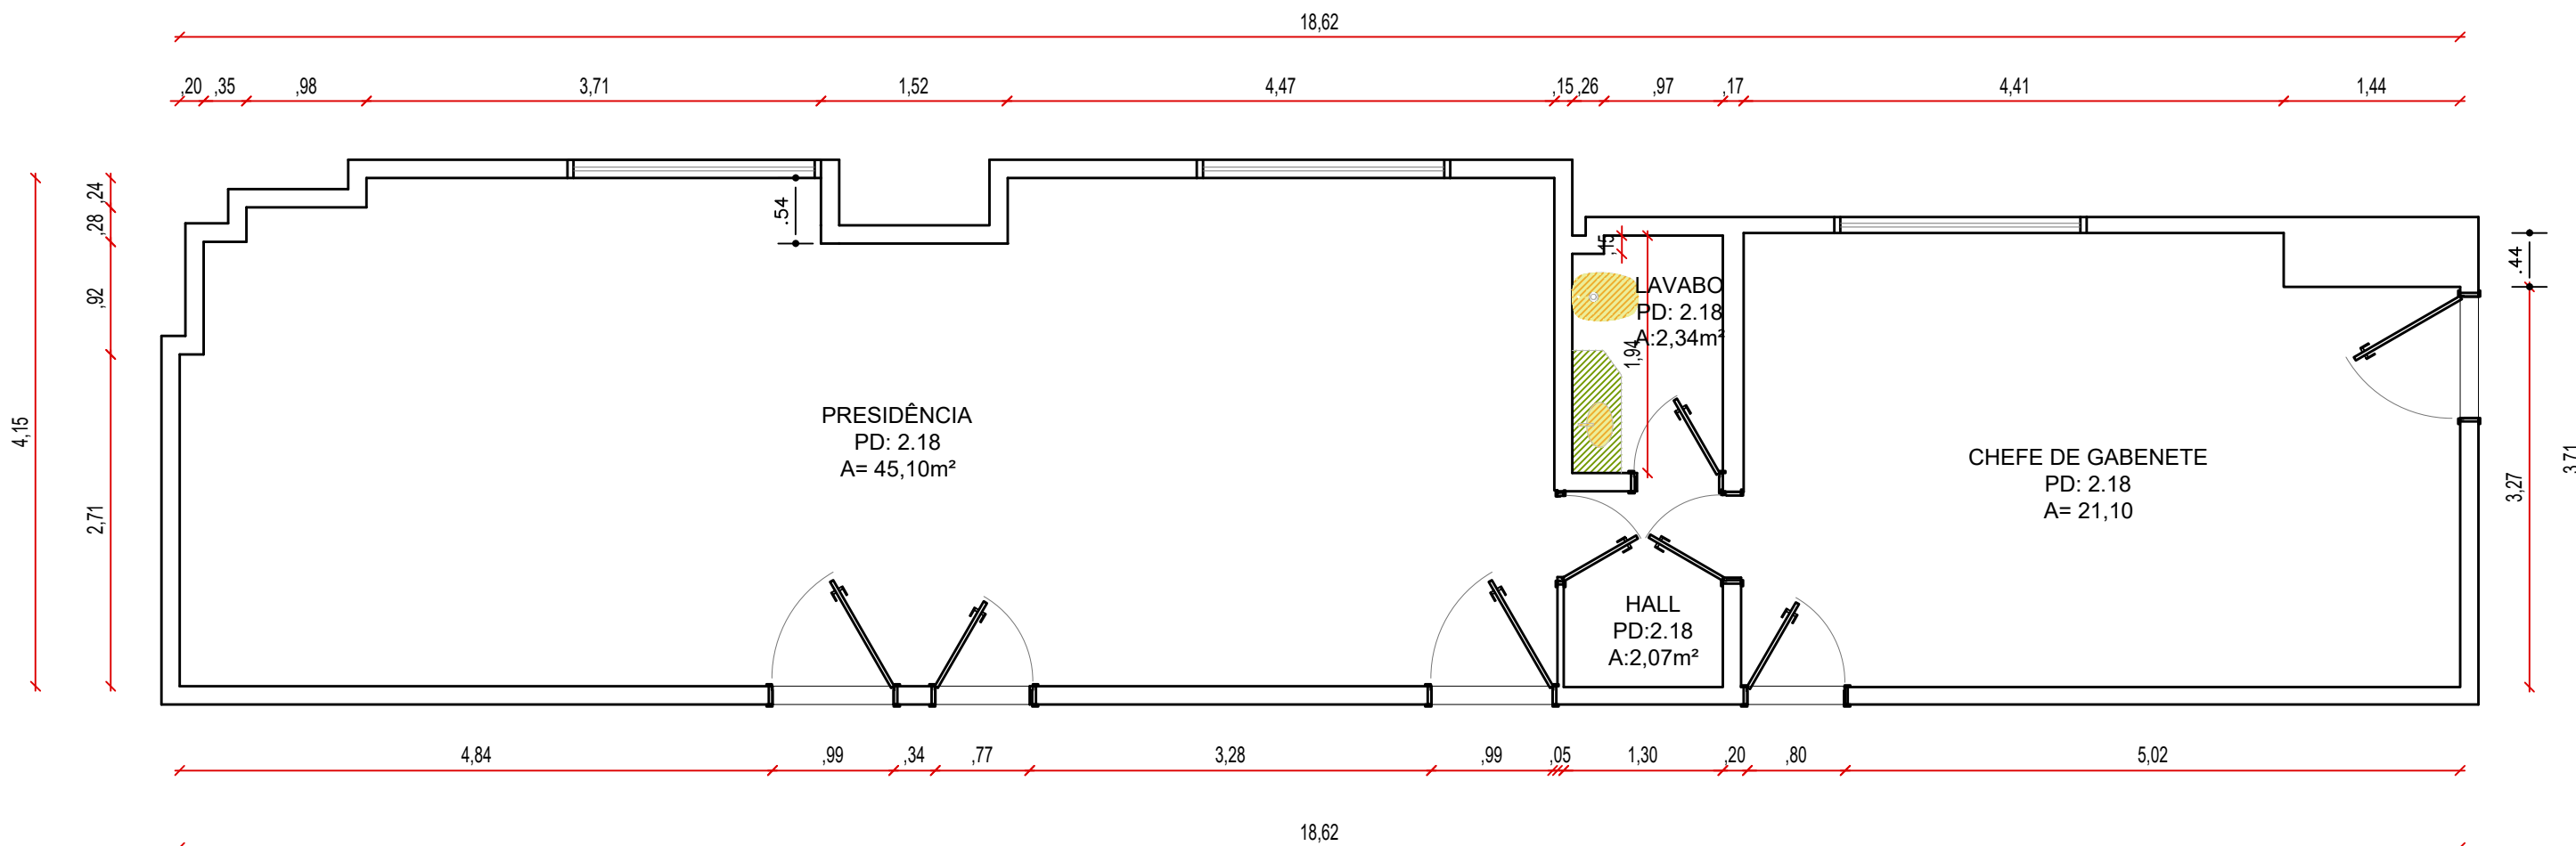 18,62
,20 ,35 ,98 3,71 1,52 4,47 ,15 ,26 ,97 ,17 4,41 1,44
4,15
,24
,28
,92
2,71
.54
,15
1,94
LAVABO
PD: 2.18
A:2,34m²
PRESIDÊNCIA
PD: 2.18
A= 45,10m²
CHEFE DE GABENETE
PD: 2.18
A= 21,10
HALL
PD:2.18
A:2,07m²
.44
3,27
3,71
4,84 ,99 ,34 ,77 3,28 ,99 ,05 1,30 ,20 ,80 5,02
18,62